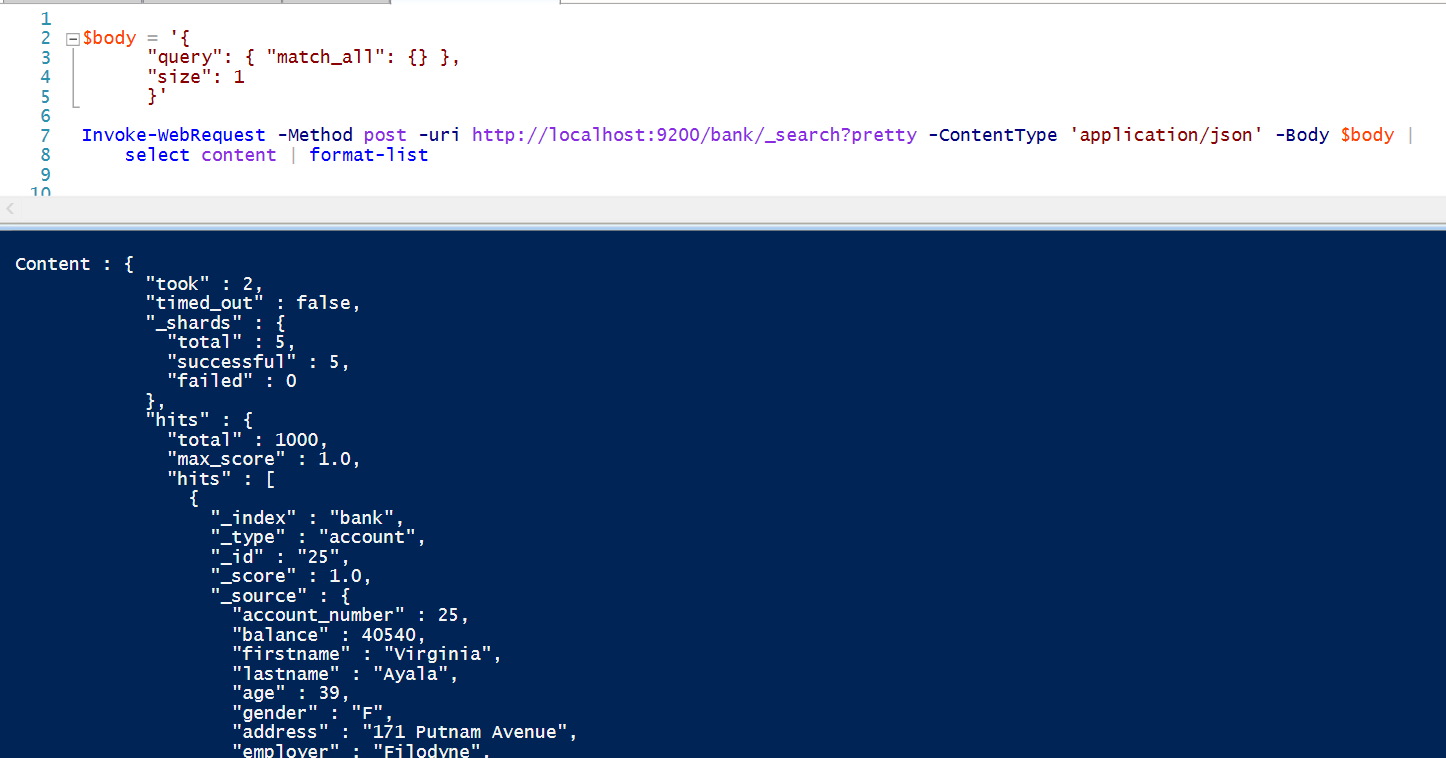 1
2 $body = '{
3 "query": { "match_all": {} },
4 "size": 1
5 }'
6
7 Invoke-WebRequest -Method post -uri http://localhost:9200/bank/_search?pretty -ContentType 'application/json' -Body $body |
8 select content | format-list
9
10
Content : {
"took" : 2,
"timed_out" : false,
"_shards" : {
"total" : 5,
"successful" : 5,
"failed" : 0
},
"hits" : {
"total" : 1000,
"max_score" : 1.0,
"hits" : [
{
"_index" : "bank",
"_type" : "account",
"_id" : "25",
"_score" : 1.0,
"_source" : {
"account_number" : 25,
"balance" : 40540,
"firstname" : "Virginia",
"lastname" : "Ayala",
"age" : 39,
"gender" : "F",
"address" : "171 Putnam Avenue",
"employer" : "Filodyne",